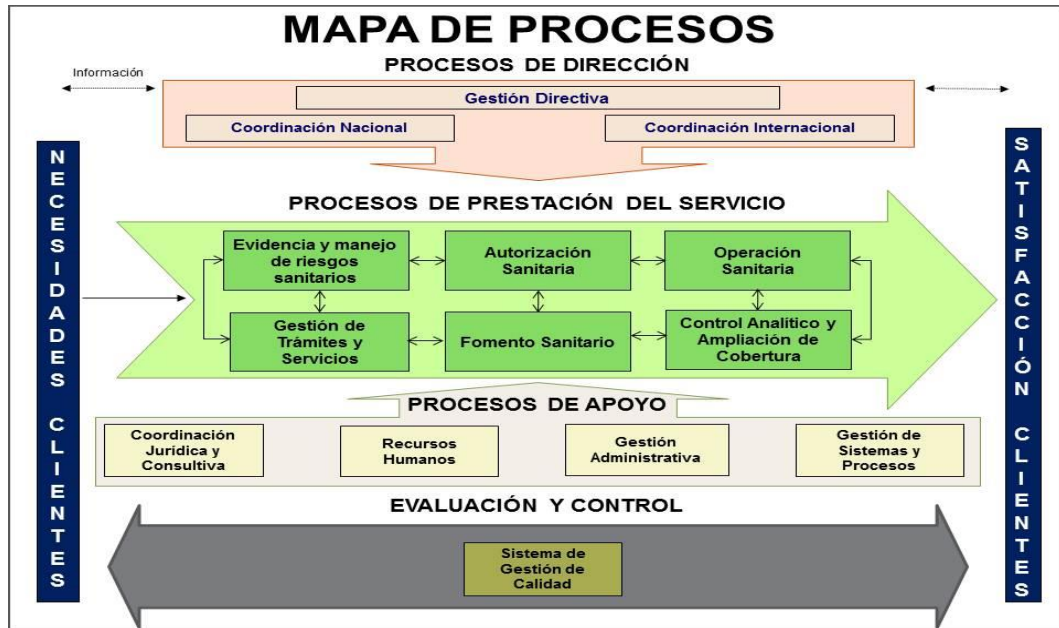 MAPA DE PROCESOS
PROCESOS DE DIRECCIÓN
Información
Gestión Directiva
Coordinación Nacional
Coordinación Internacional
NECESIDADES CLIENTES
SATISFACCIÓN CLIENTES
PROCESOS DE PRESTACIÓN DEL SERVICIO
Evidencia y manejo
de riesgos
sanitarios
Autorización
Sanitaria
Operación
Sanitaria
Gestión de
Trámites y
Servicios
Fomento Sanitario
Control Analítico y
Ampliación de
Cobertura
PROCESOS DE APOYO
Coordinación
Jurídica y
Consultiva
Recursos
Humanos
Gestión
Administrativa
Gestión de
Sistemas y
Procesos
EVALUACIÓN Y CONTROL
Sistema de
Gestión de
Calidad